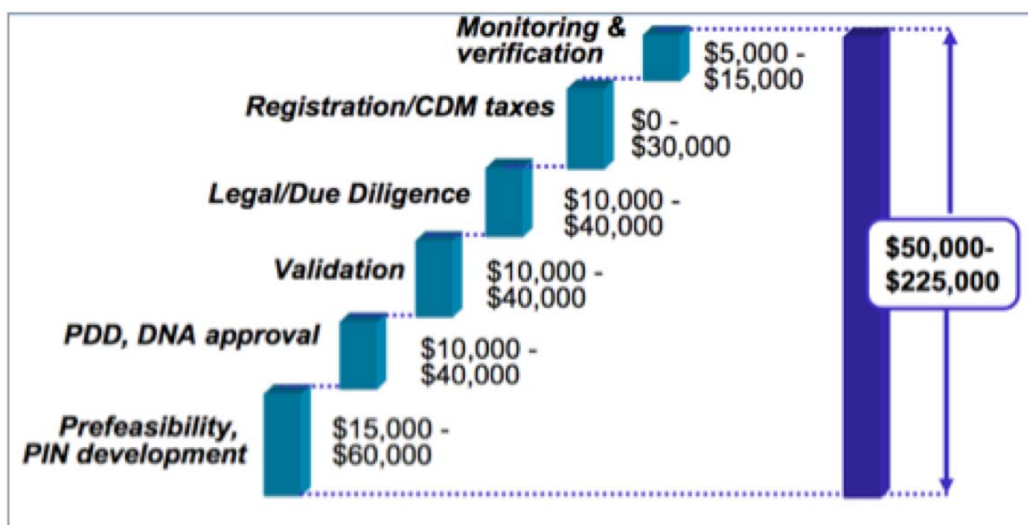 Monitoring &
verification
$5,000 -
$15,000
Registration/CDM taxes
$0 -
$30,000
Legal/Due Diligence
$10,000 -
$40,000
Validation
$10,000 -
$40,000
PDD, DNA approval
$10,000 -
$40,000
Prefeasibility,
PIN development
$15,000 -
$60,000
$50,000-
$225,000